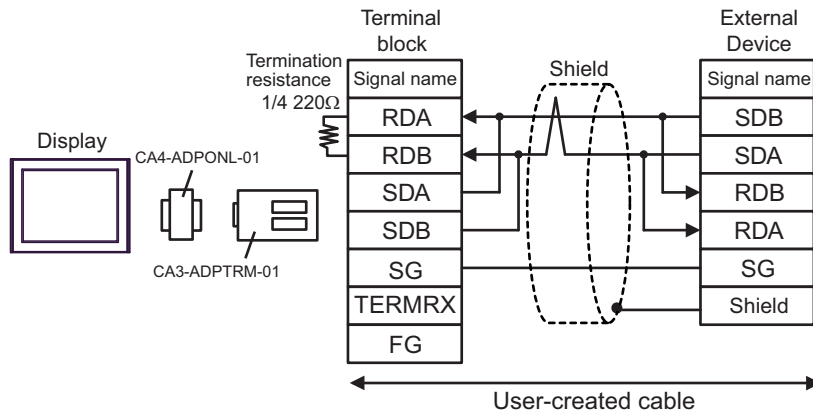 Display
CA4-ADPONL-01
CA3-ADPTRM-01
Termination
resistance
1/4 220Ω
Terminal
block
Signal name
RDA
RDB
SDA
SDB
SG
TERMRX
FG
Shield
External
Device
Signal name
SDB
SDA
RDB
RDA
SG
Shield
User-created cable